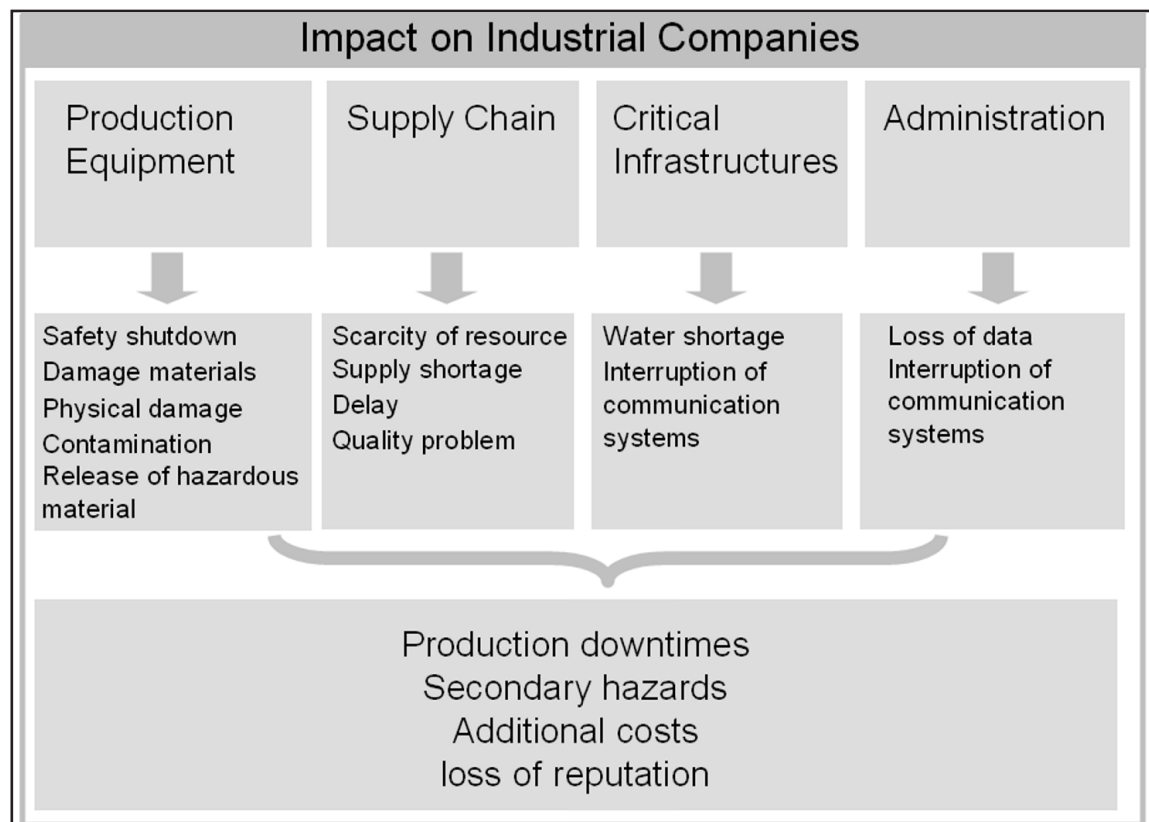 Impact on Industrial Companies
Production
Equipment
Supply Chain
Critical
Infrastructures
Administration
Safety shutdown
Damage materials
Physical damage
Contamination
Release of hazardous
material
Scarcity of resource
Supply shortage
Delay
Quality problem
Water shortage
Interruption of
communication
systems
Loss of data
Interruption of
communication
systems
Production downtimes
Secondary hazards
Additional costs
loss of reputation